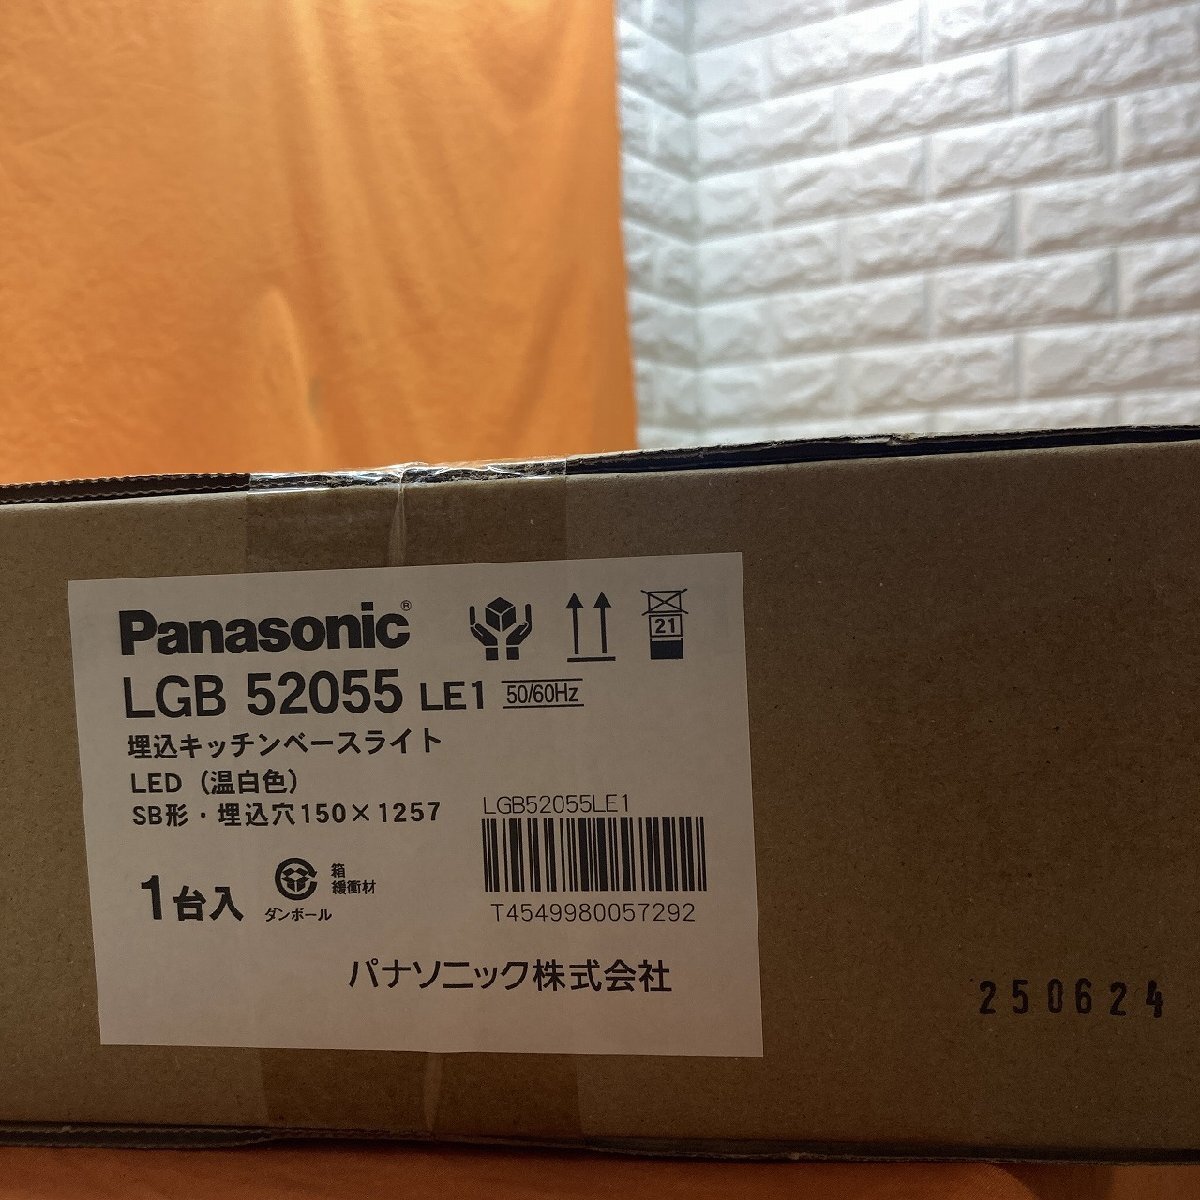 Panasonic®
21
LGB 52055 LE1 50/60Hz
埋込キッチンベースライト
LED（温白色）
SB形・埋込穴150×1257
LGB52055LE1
1台入
箱
緩衝材
ダンボール
T4549980057292
パナソニック株式会社
250624